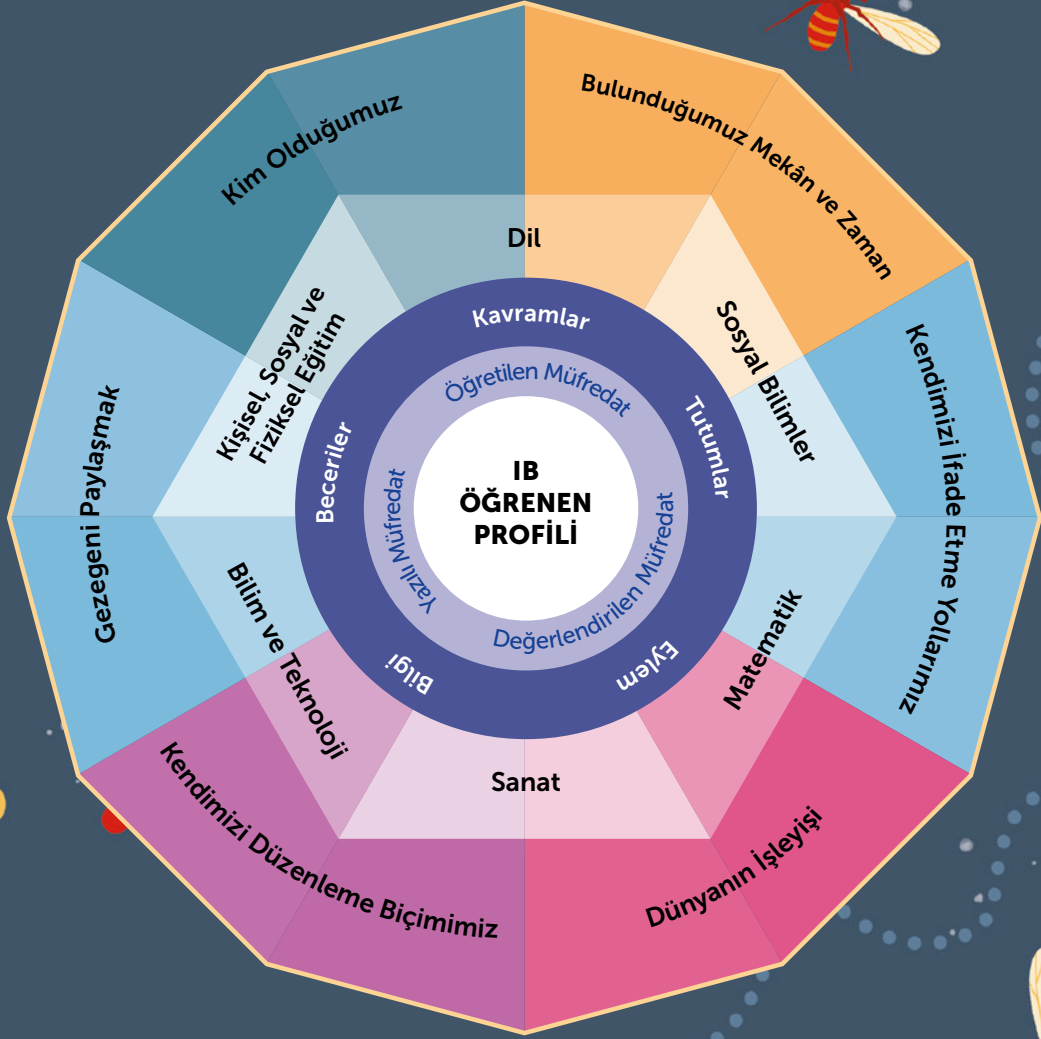 Kim Olduğumuz
Bulunduğumuz Mekân ve Zaman
Kendimizi İfade Etme Yollarımız
Dünyanın İşleyişi
Kendimizi Düzenleme Biçimimiz
Gezegeni Paylaşmak
Dil
Sosyal Bilimler
Matematik
Sanat
Bilim ve Teknoloji
Kişisel, Sosyal ve
Fiziksel Eğitim
Kavramlar
Tutumlar
Eylem
Bilgi
Beceriler
Öğretilen Müfredat
Değerlendirilen Müfredat
Yazılı Müfredat
IB
ÖĞRENEN
PROFİLİ